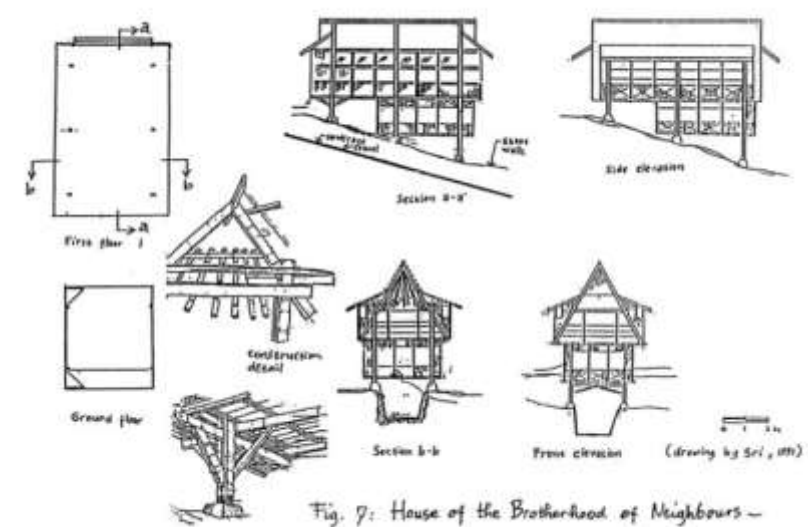 a
b b
a
First floor
Ground floor
construction
detail
Section a-a'
Side elevation
Section b-b
Front elevation
(drawing by Sri, 1991)
Fig. 7: House of the Brotherhood of Neighbours ~